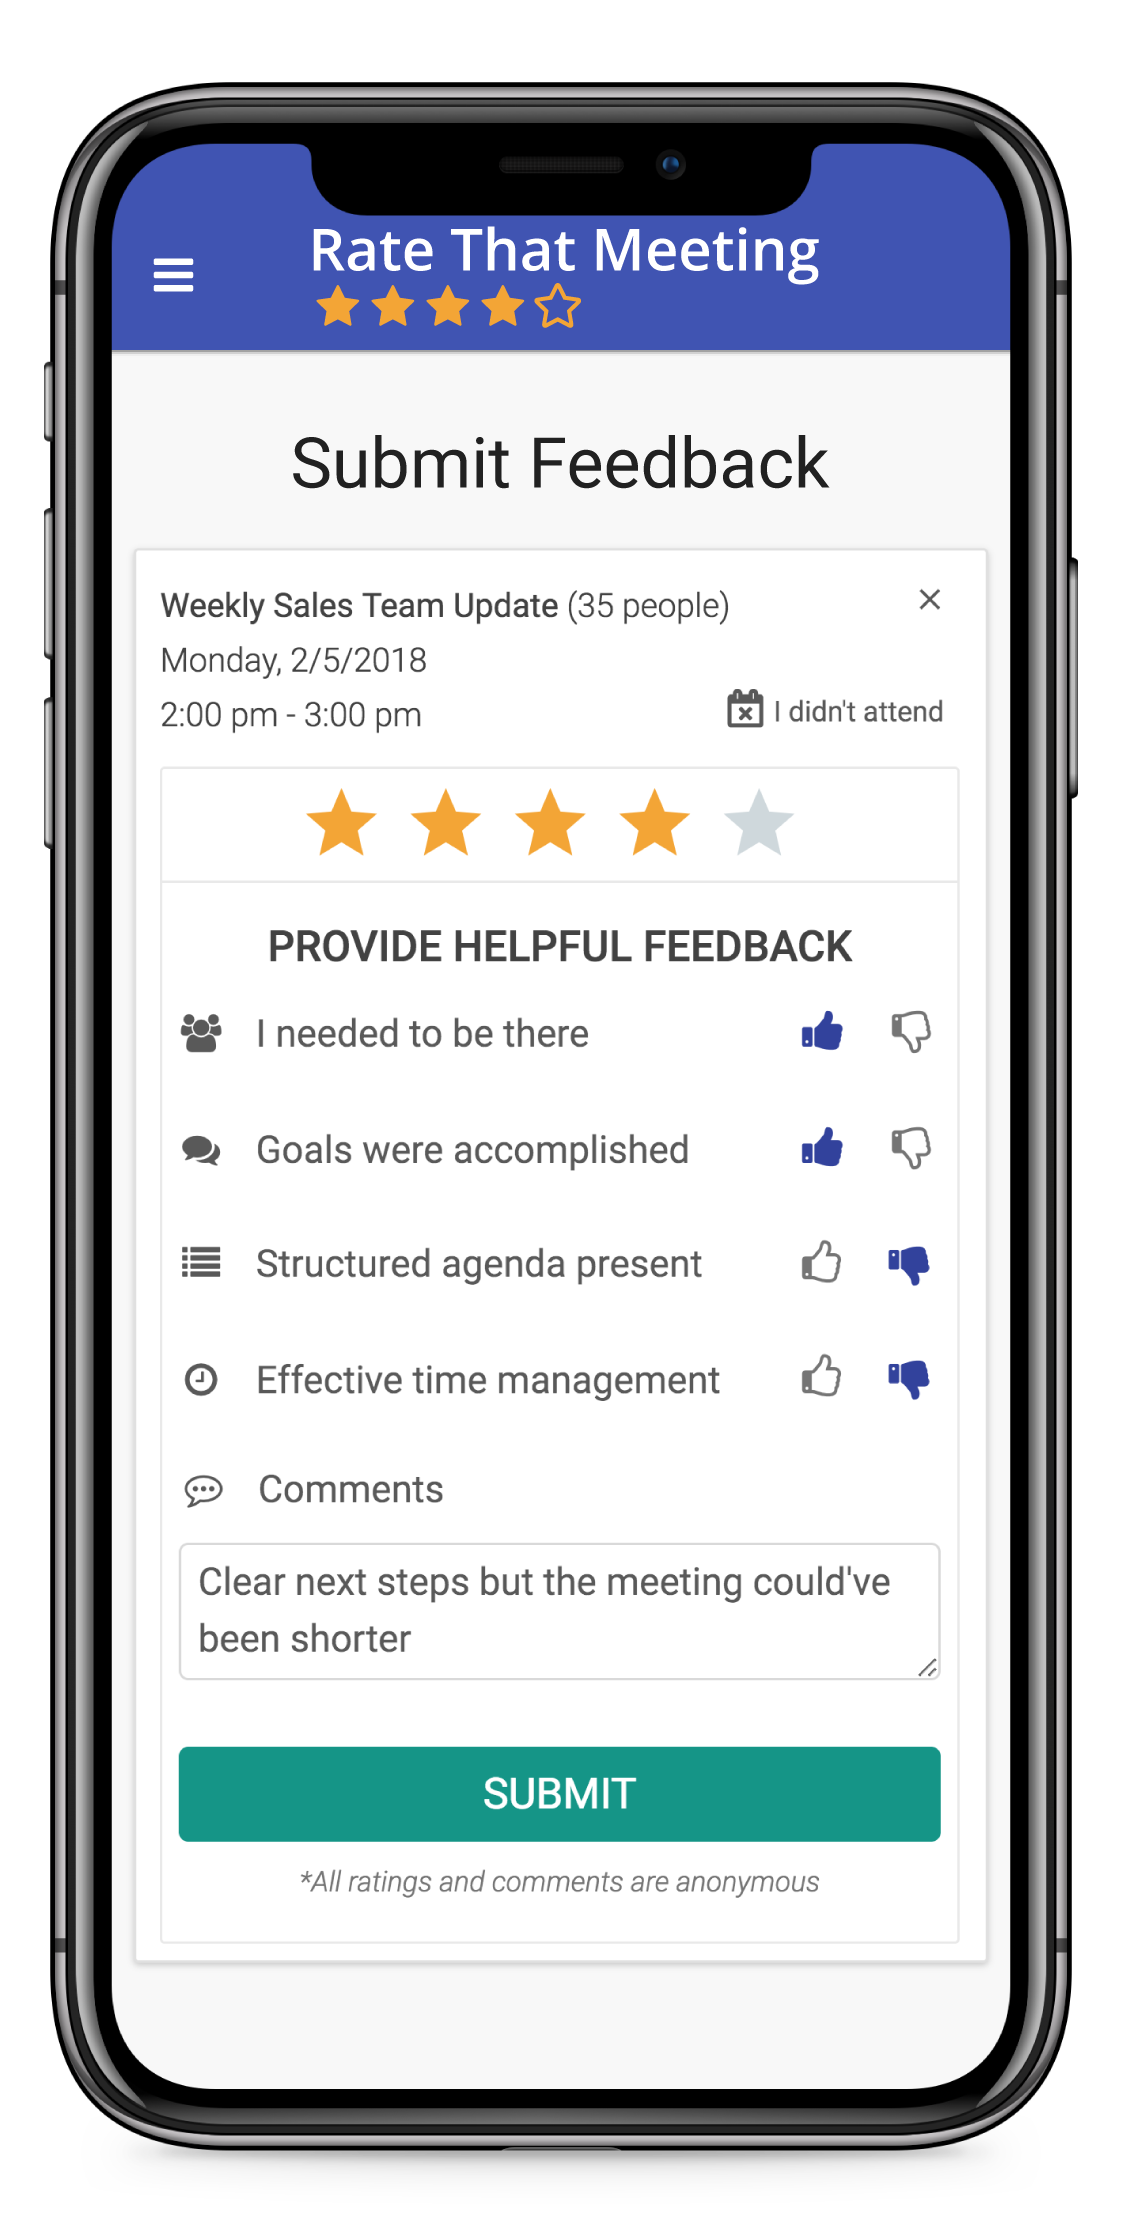 Rate That Meeting
Submit Feedback
Weekly Sales Team Update (35 people)
Monday, 2/5/2018
2:00 pm - 3:00 pm
I didn't attend
PROVIDE HELPFUL FEEDBACK
I needed to be there
Goals were accomplished
Structured agenda present
Effective time management
Comments
Clear next steps but the meeting could've
been shorter
SUBMIT
*All ratings and comments are anonymous